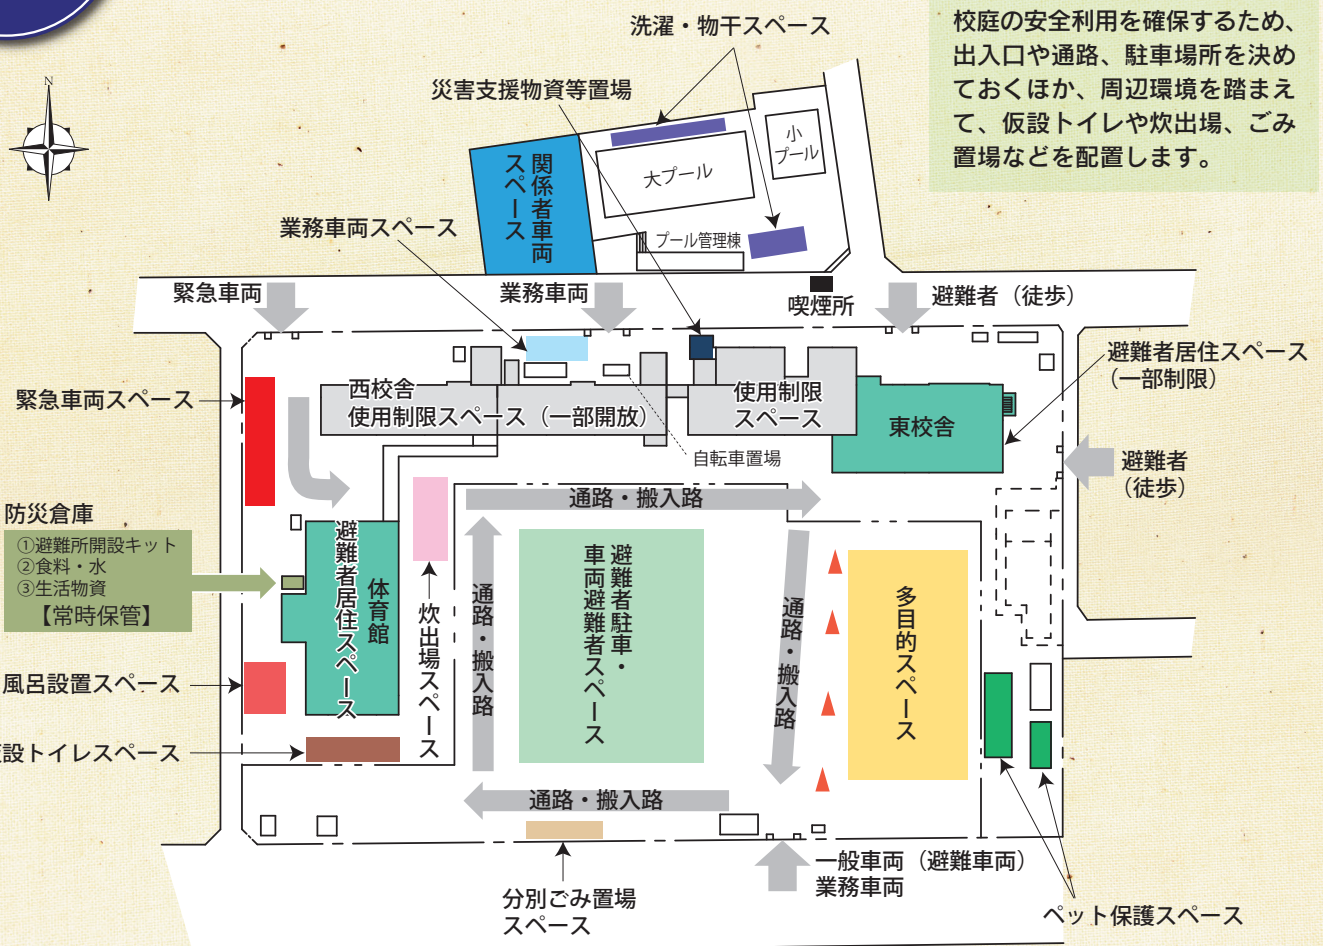 校庭の安全利用を確保するため、
出入口や通路、駐車場所を決め
ておくほか、周辺環境を踏まえ
て、仮設トイレや炊出場、ごみ
置場などを配置します。
洗濯・物干スペース
災害支援物資等置場
N
小
プール
大プール
関係者車両
スペース
プール管理棟
業務車両スペース
緊急車両
業務車両
喫煙所
避難者(徒歩)
避難者居住スペース
(一部制限)
緊急車両スペース
西校舎
使用制限スペース(一部開放)
使用制限
スペース
東校舎
自転車置場
避難者
(徒歩)
通路・搬入路
防災倉庫
①避難所開設キット
②食料・水
③生活物資
【常時保管】
体育館
避難者居住スペース
炊出場スペース
通路・搬入路
避難者駐車・
車両避難者スペース
通路・搬入路
多目的スペース
風呂設置スペース
設トイレスペース
通路・搬入路
一般車両(避難車両)
業務車両
分別ごみ置場
スペース
ペット保護スペース